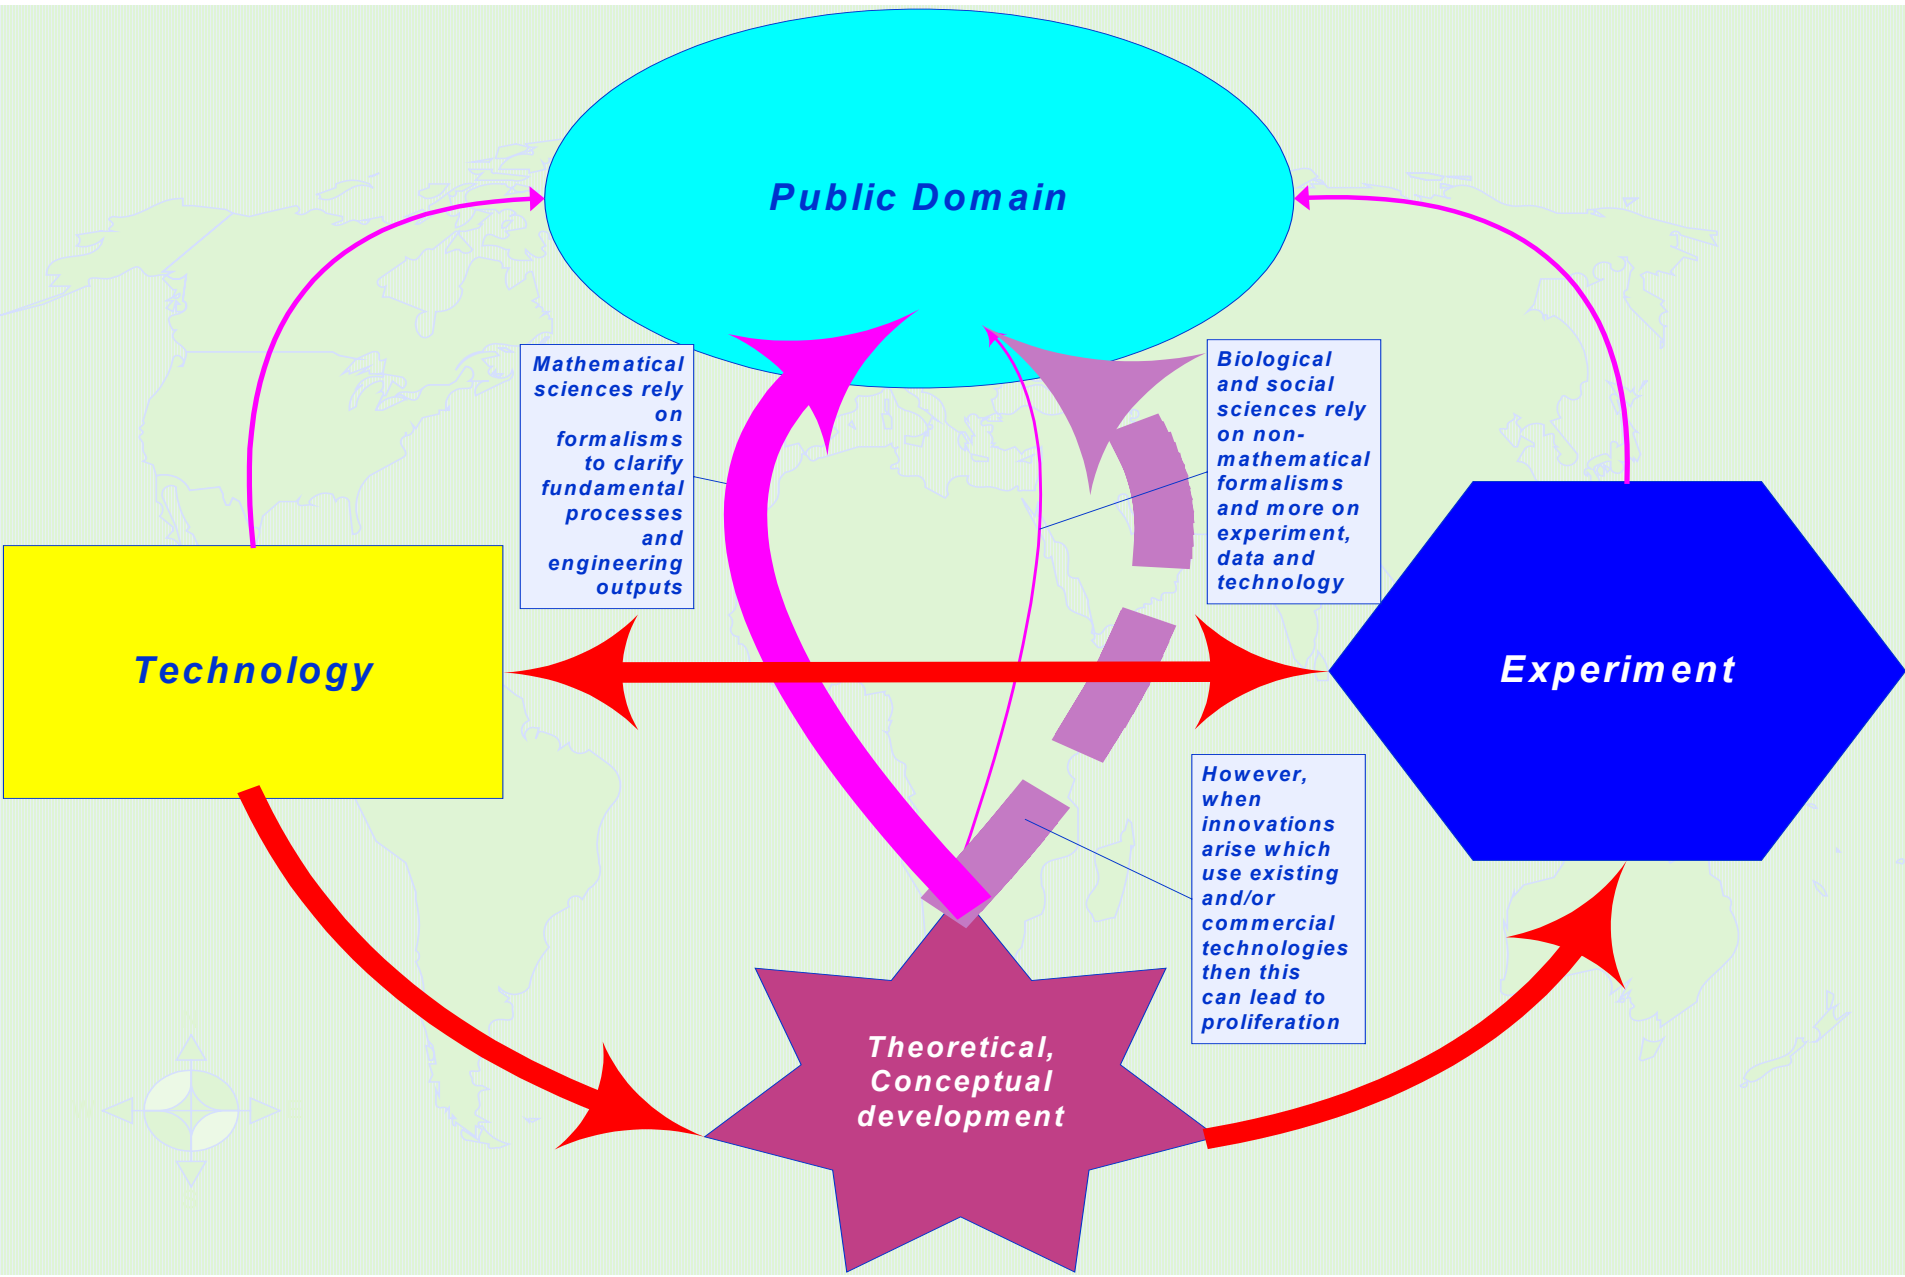 Public Domain
Mathematical
sciences rely
on
formalisms
to clarify
fundamental
processes
and
engineering
outputs
Biological
and social
sciences rely
on non-
mathematical
formalisms
and more on
experiment,
data and
technology
Technology
Experiment
However,
when
innovations
arise which
use existing
and/or
commercial
technologies
then this
can lead to
proliferation
Theoretical,
Conceptual
development